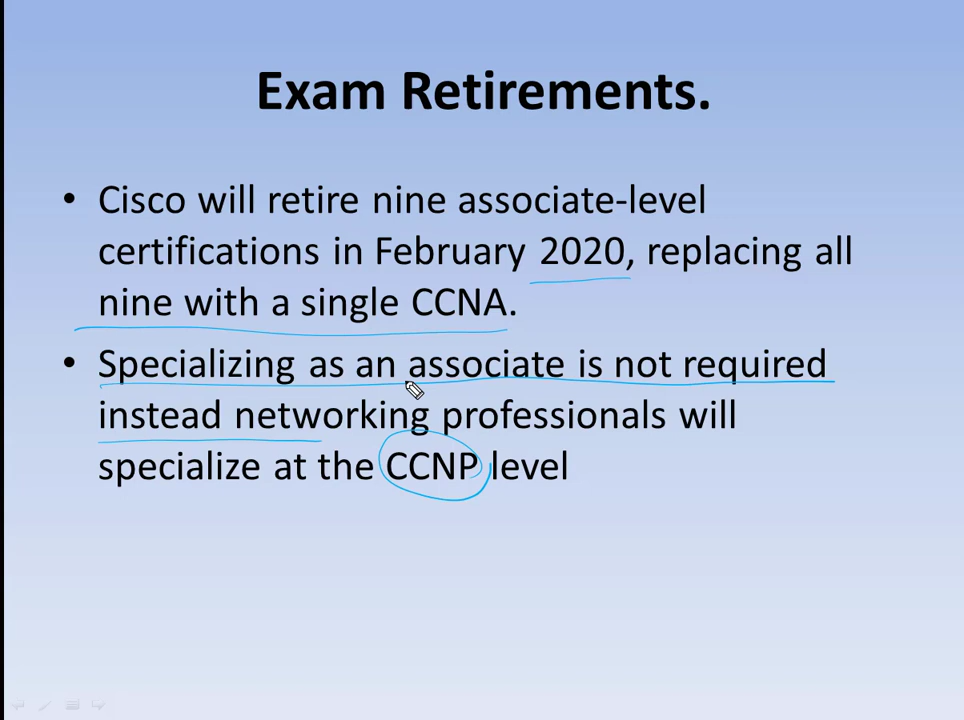 Exam Retirements.
• Cisco will retire nine associate-level
certifications in February 2020, replacing all
nine with a single CCNA.
• Specializing as an associate is not required
instead networking professionals will
specialize at the CCNP level